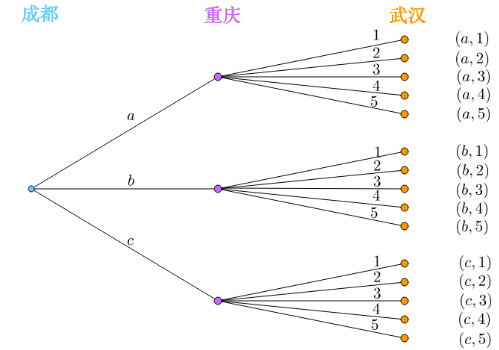 成都 重庆 武汉
1 (a, 1)
2 (a, 2)
3 (a, 3)
4 (a, 4)
5 (a, 5)
a
1 (b, 1)
2 (b, 2)
b 3 (b, 3)
4 (b, 4)
5 (b, 5)
c
1 (c, 1)
2 (c, 2)
3 (c, 3)
4 (c, 4)
5 (c, 5)